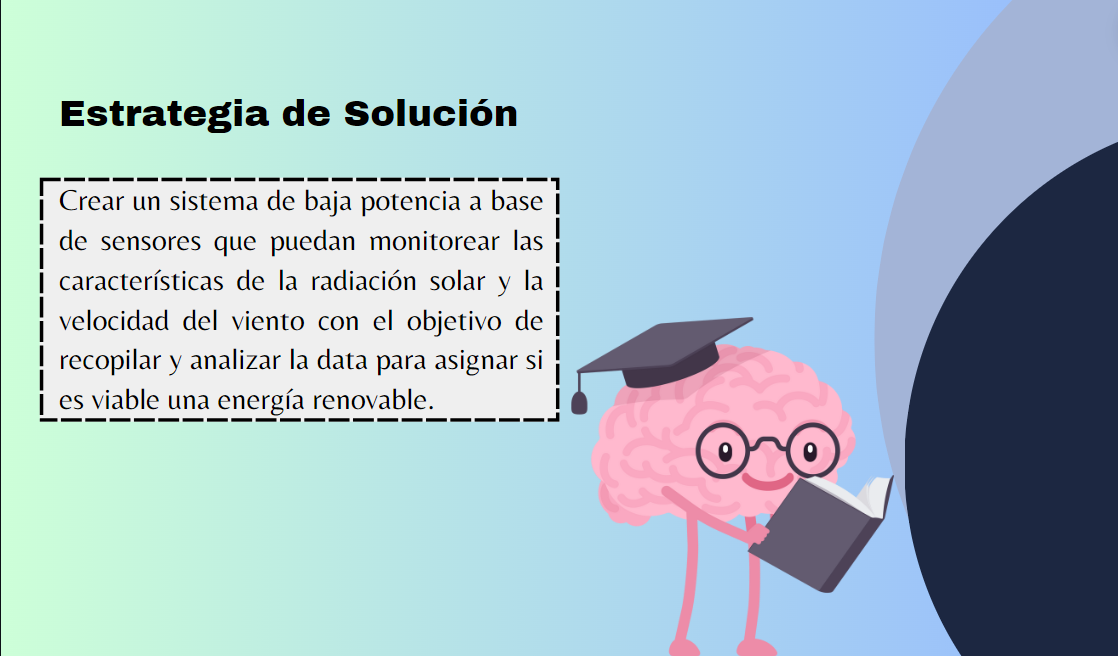 Estrategia de Solución
Crear un sistema de baja potencia a base
de sensores que puedan monitorear las
características de la radiación solar y la
velocidad del viento con el objetivo de
recopilar y analizar la data para asignar si
es viable una energía renovable.